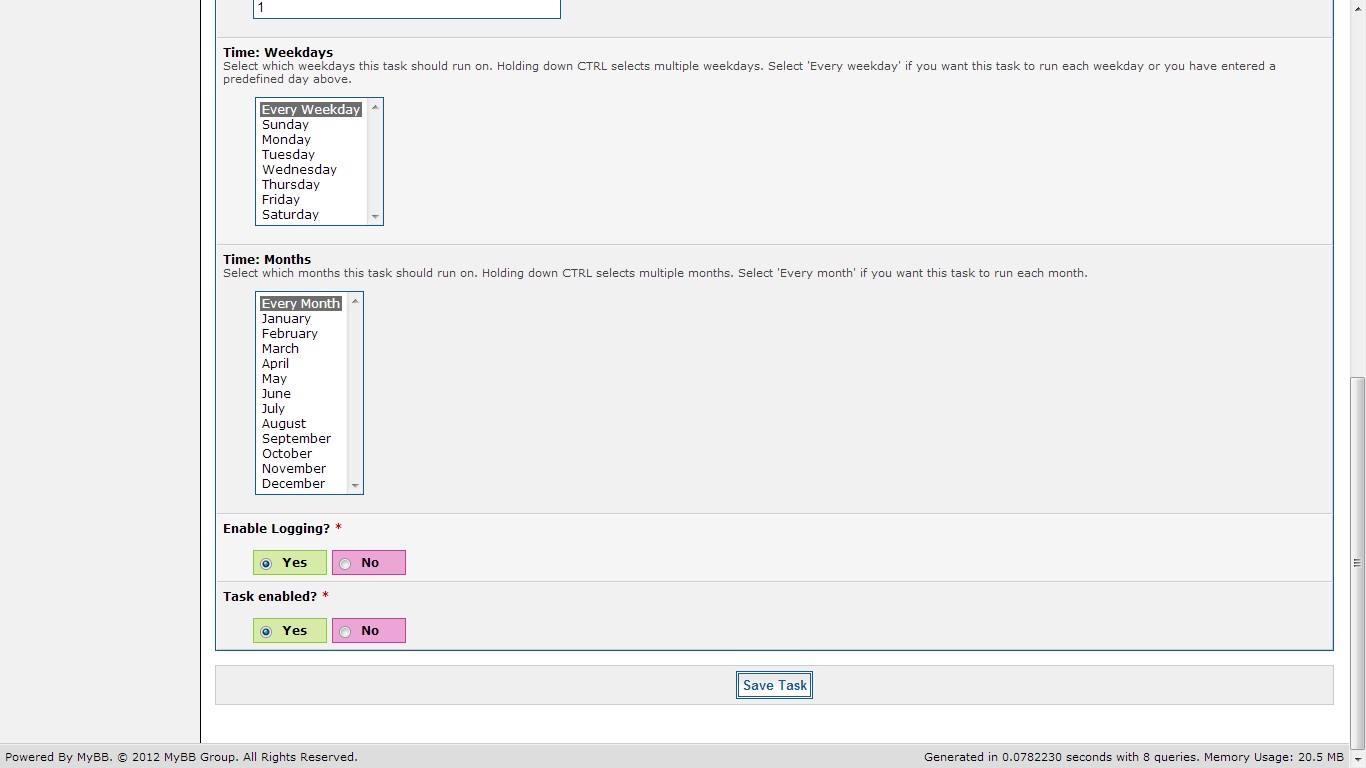 1
Time: Weekdays
Select which weekdays this task should run on. Holding down CTRL selects multiple weekdays. Select 'Every weekday' if you want this task to run each weekday or you have entered a
predefined day above.
Every Weekday
Sunday
Monday
Tuesday
Wednesday
Thursday
Friday
Saturday
Time: Months
Select which months this task should run on. Holding down CTRL selects multiple months. Select 'Every month' if you want this task to run each month.
Every Month
January
February
March
April
May
June
July
August
September
October
November
December
Enable Logging? *
Yes No
Task enabled? *
Yes No
Save Task
Powered By MyBB. © 2012 MyBB Group. All Rights Reserved. Generated in 0.0782230 seconds with 8 queries. Memory Usage: 20.5 MB